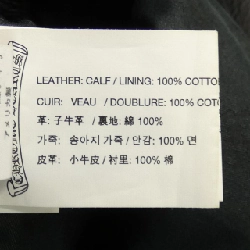 LEATHER: CALF / LINING: 100% COTTO
CUIR: VEAU / DOUBLURE: 100% COT
革: 子牛革 / 裏地: 綿 100%
가죽: 송아지 가죽 / 안감: 100% 면
皮革: 小牛皮 / 衬里: 100% 棉